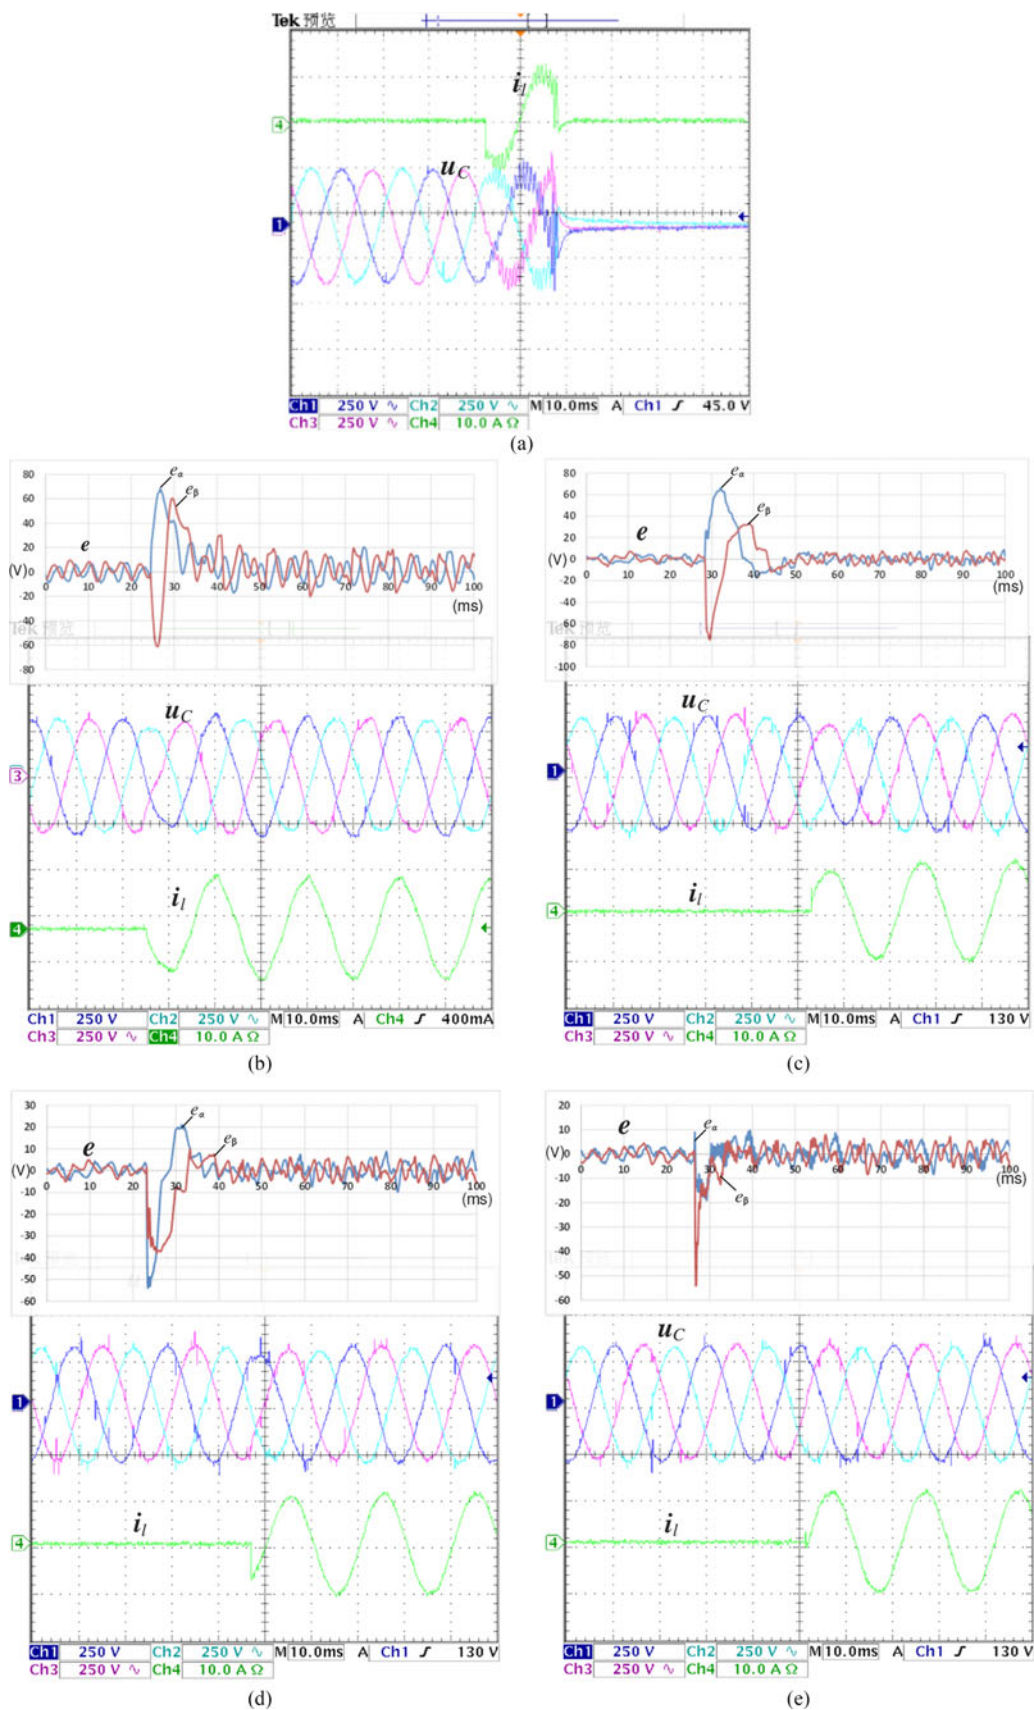 Tek 预览
i_l
4
u_C
1
Ch1 250 V ∿ Ch2 250 V ∿ M 10.0ms A Ch1 ƒ 45.0 V
Ch3 250 V ∿ Ch4 10.0 A Ω
(a)
80
60
40
20
(V) 0
-20
-40
-60
-80
e
e_α
e_β
0 10 20 30 40 50 60 70 80 90 100
(ms)
Tek 预览
u_C
3
i_l
4
Ch1 250 V Ch2 250 V ∿ M 10.0ms A Ch4 ƒ 400mA
Ch3 250 V ∿ Ch4 10.0 A Ω
(b)
80
60
40
20
(V) 0
-20
-40
-60
-80
-100
e
e_α
e_β
0 10 20 30 40 50 60 70 80 90 100
(ms)
Tek 预览
u_C
1
i_l
4
Ch1 250 V Ch2 250 V ∿ M 10.0ms A Ch1 ƒ 130 V
Ch3 250 V ∿ Ch4 10.0 A Ω
(c)
30
20
10
(V) 0
-10
-20
-30
-40
-50
-60
e
e_α
e_β
0 10 20 30 40 50 60 70 80 90 100
(ms)
1
i_l
4
Ch1 250 V Ch2 250 V ∿ M 10.0ms A Ch1 ƒ 130 V
Ch3 250 V ∿ Ch4 10.0 A Ω
(d)
20
10
(V) 0
-10
-20
-30
-40
-50
-60
e
e_α
e_β
0 10 20 30 40 50 60 70 80 90 100
(ms)
u_C
1
i_l
4
Ch1 250 V Ch2 250 V ∿ M 10.0ms A Ch1 ƒ 130 V
Ch3 250 V ∿ Ch4 10.0 A Ω
(e)